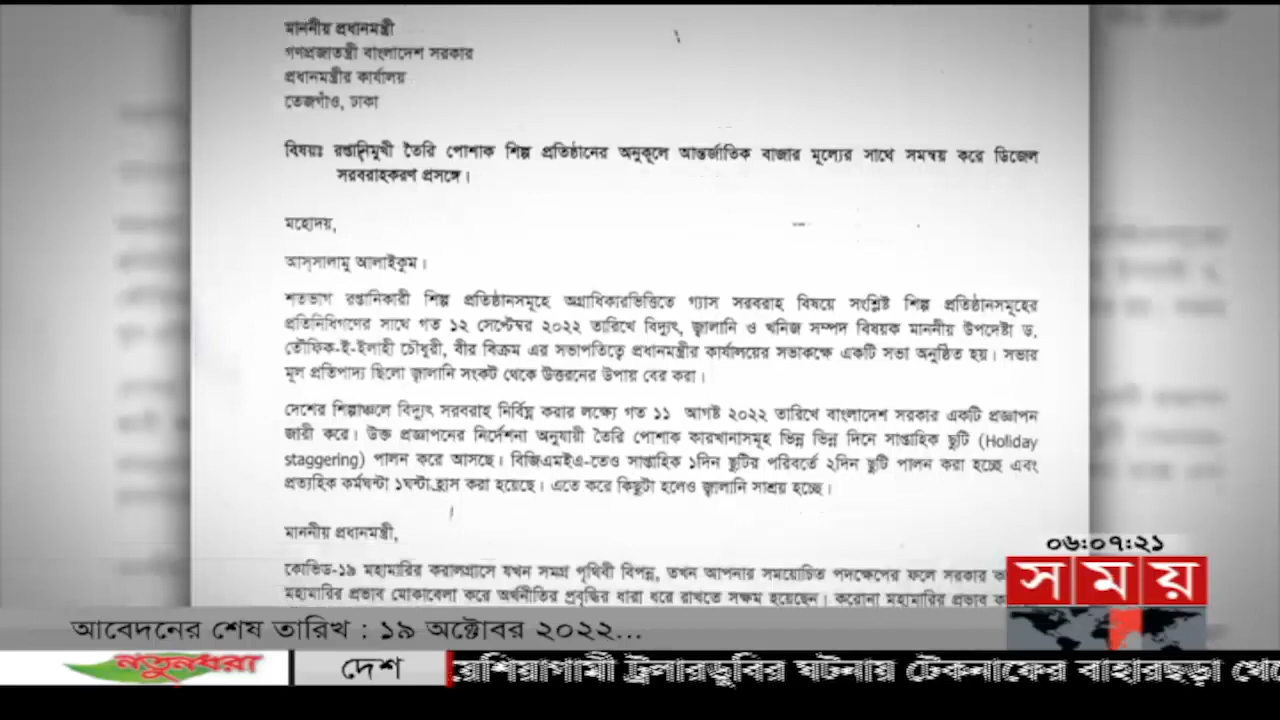 মাননীয় প্রধানমন্ত্রী
গণপ্রজাতন্ত্রী বাংলাদেশ সরকার
প্রধানমন্ত্রীর কার্যালয়
তেজগাঁও, ঢাকা
বিষয়ঃ রপ্তানিমুখী তৈরি পোশাক শিল্প প্রতিষ্ঠানের অনুকূলে আন্তর্জাতিক বাজার মূল্যের সাথে সমন্বয় করে ডিজেল
সরবরাহকরণ প্রসঙ্গে।
মহোদয়,
আস্সালামু আলাইকুম।
শতভাগ রপ্তানিকারী শিল্প প্রতিষ্ঠানসমূহে অগ্রাধিকারভিত্তিতে গ্যাস সরবরাহ বিষয়ে সংশ্লিষ্ট শিল্প প্রতিষ্ঠানসমূহের
প্রতিনিধিগণের সাথে গত ১২ সেপ্টেম্বর ২০২২ তারিখে বিদ্যুৎ, জ্বালানি ও খনিজ সম্পদ বিষয়ক মাননীয় উপদেষ্টা ড.
তৌফিক-ই-ইলাহী চৌধুরী, বীর বিক্রম এর সভাপতিত্বে প্রধানমন্ত্রীর কার্যালয়ের সভাকক্ষে একটি সভা অনুষ্ঠিত হয়। সভার
মূল প্রতিপাদ্য ছিলো জ্বালানি সংকট থেকে উত্তরনের উপায় বের করা।
দেশের শিল্পাঞ্চলে বিদ্যুৎ সরবরাহ নির্বিঘ্ন করার লক্ষ্যে গত ১১ আগষ্ট ২০২২ তারিখে বাংলাদেশ সরকার একটি প্রজ্ঞাপন
জারী করে। উক্ত প্রজ্ঞাপনের নির্দেশনা অনুযায়ী তৈরি পোশাক কারখানাসমূহ ভিন্ন ভিন্ন দিনে সাপ্তাহিক ছুটি (Holiday
staggering) পালন করে আসছে। বিজিএমইএ-তেও সাপ্তাহিক ১দিন ছুটির পরিবর্তে ২দিন ছুটি পালন করা হচ্ছে এবং
প্রত্যহিক কর্মঘন্টা ১ঘন্টা হ্রাস করা হয়েছে। এতে করে কিছুটা হলেও জ্বালানি সাশ্রয় হচ্ছে।
মাননীয় প্রধানমন্ত্রী,
কোভিড-১৯ মহামারির করালগ্রাসে যখন সমগ্র পৃথিবী বিপন্ন, তখন আপনার সময়োচিত পদক্ষেপের ফলে সরকার
মহামারির প্রভাব মোকাবেলা করে অর্থনীতির প্রবৃদ্ধির ধারা ধরে রাখতে সক্ষম হয়েছেন। করোনা মহামারির প্রভাব
০৬:০৭:২১
সময়
আবেদনের শেষ তারিখ : ১৯ অক্টোবর ২০২২...
নতুনধরা
দেশ
য়েশিয়াগামী ট্রলারডুবির ঘটনায় টেকনাফের বাহারছড়া থে